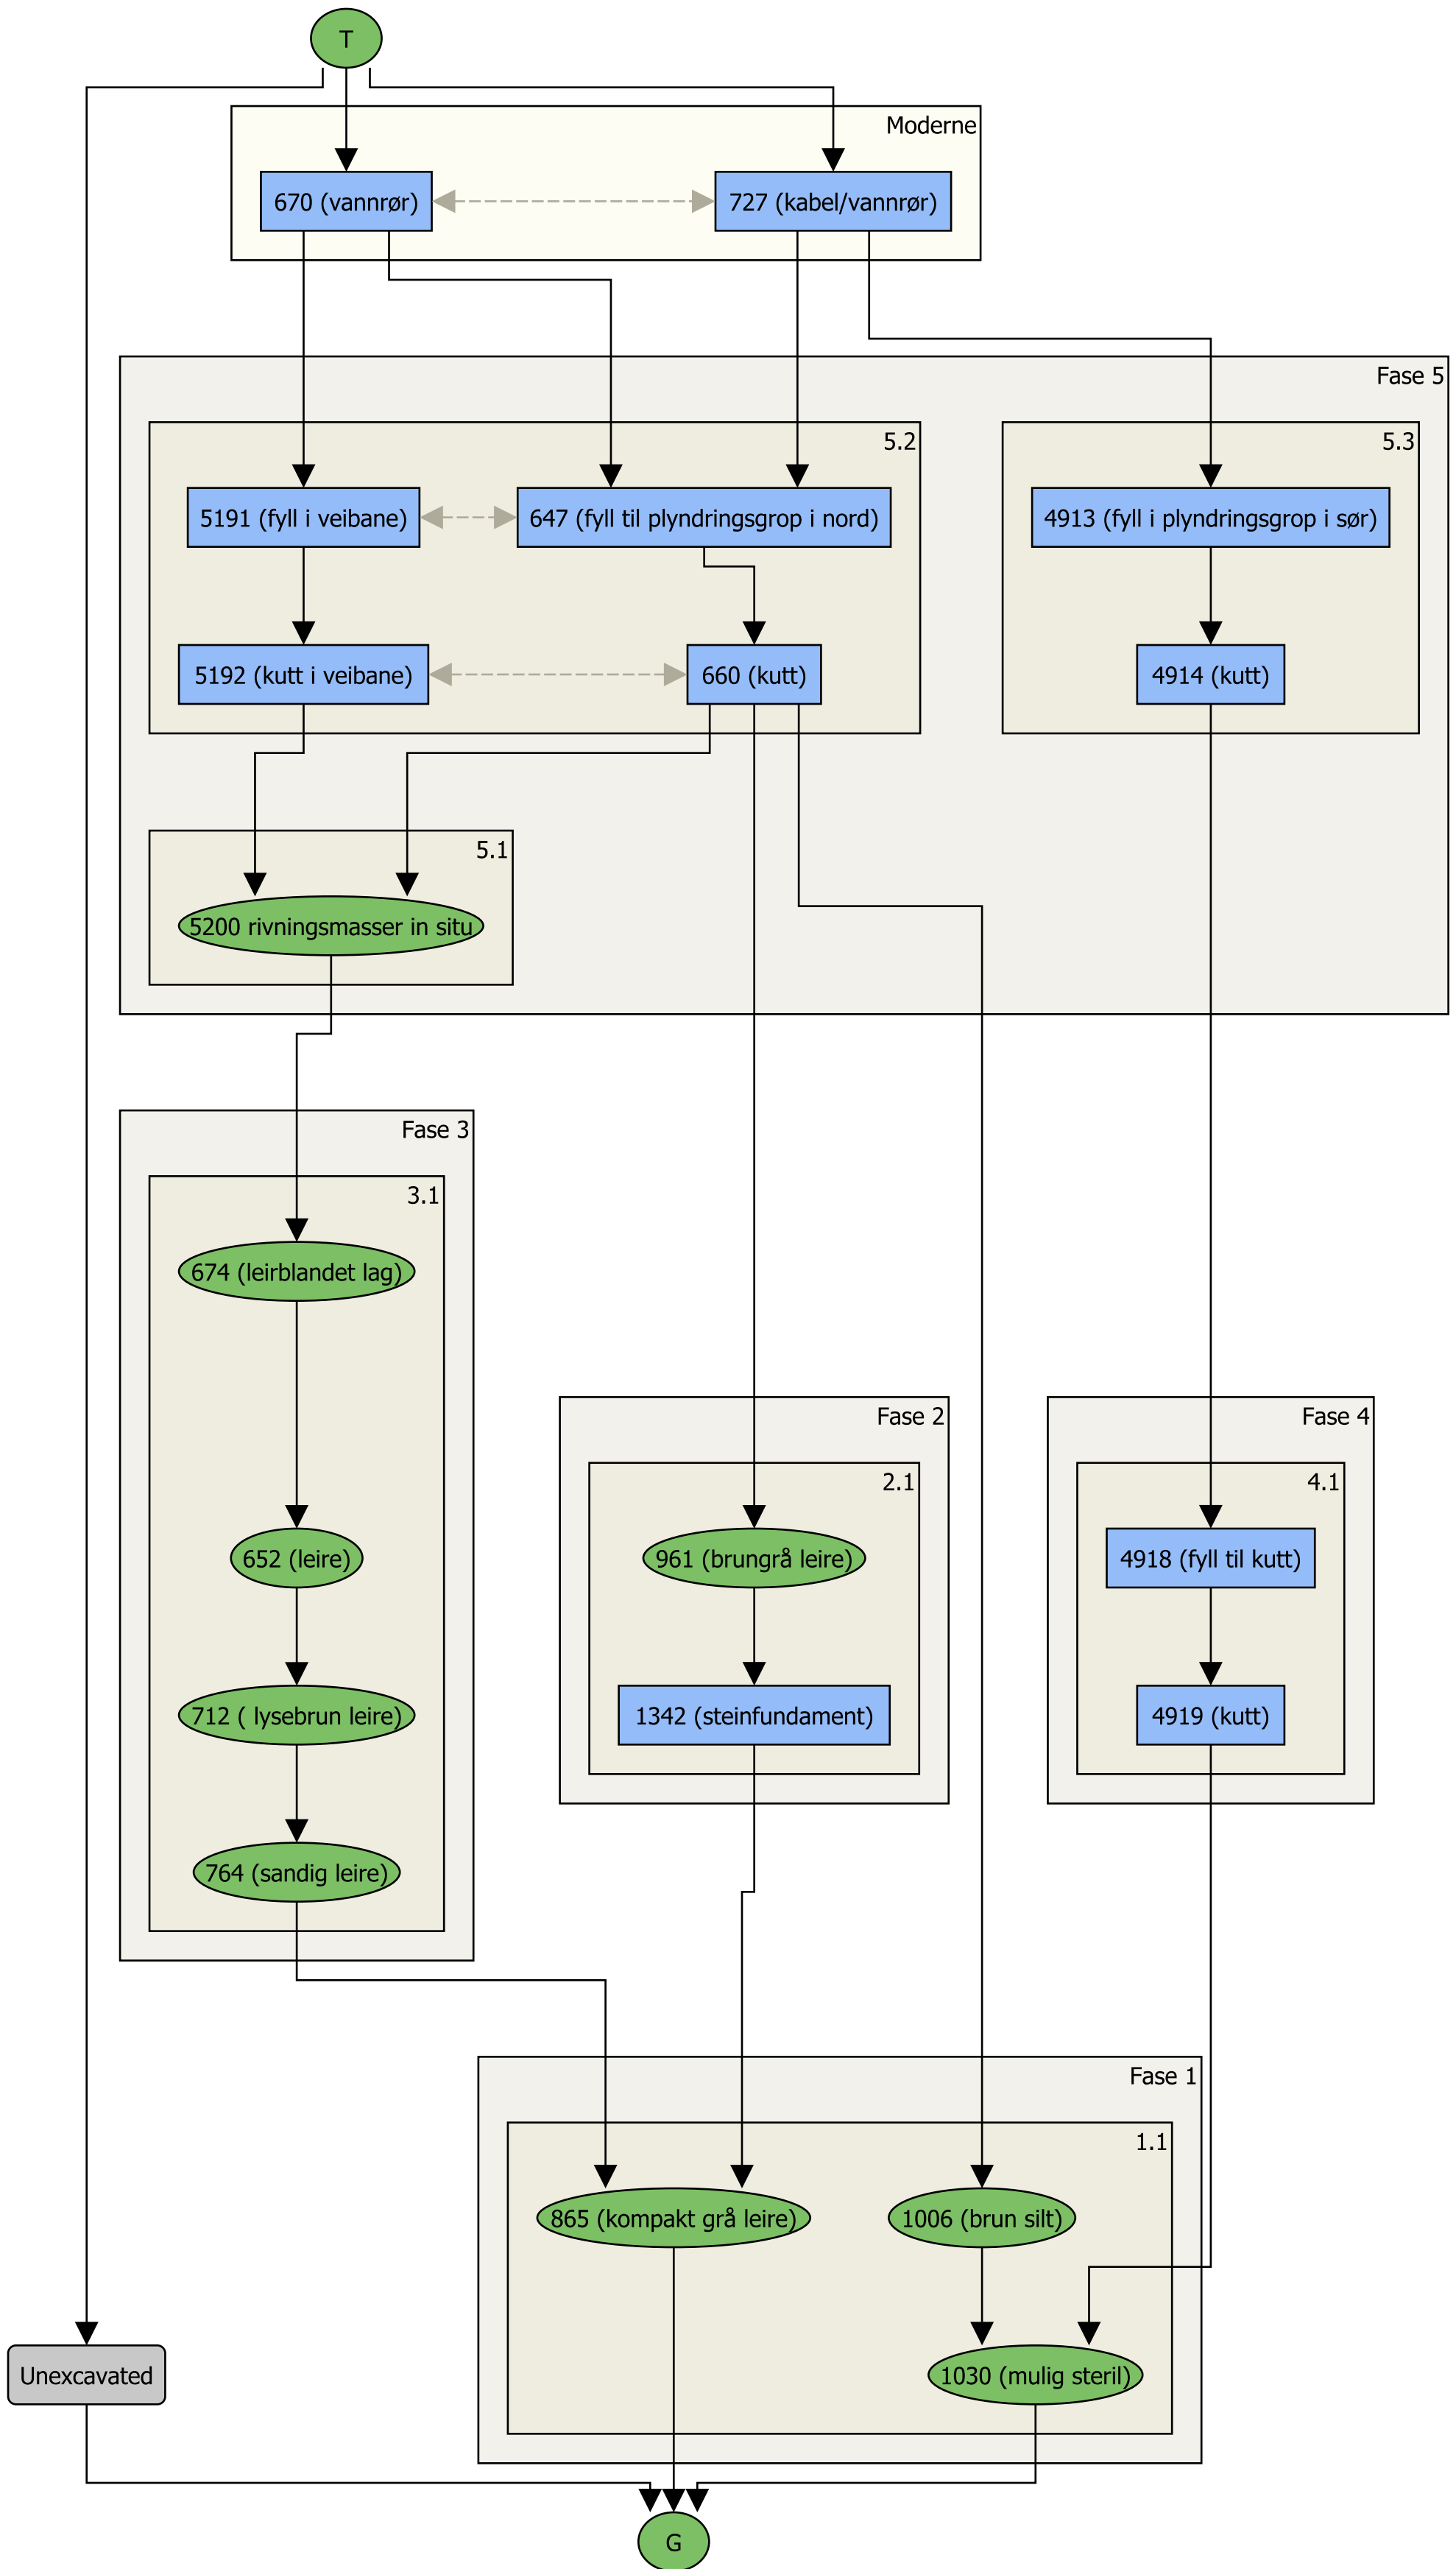 T
Moderne
670 (vannrør)
727 (kabel/vannrør)
Fase 5
5.2
5.3
5191 (fyll i veibane)
647 (fyll til plyndringsgrop i nord)
4913 (fyll i plyndringsgrop i sør)
5192 (kutt i veibane)
660 (kutt)
4914 (kutt)
5.1
5200 rivningsmasser in situ
Fase 3
3.1
674 (leirblandet lag)
Fase 2
Fase 4
2.1
4.1
652 (leire)
961 (brungrå leire)
4918 (fyll til kutt)
712 ( lysebrun leire)
1342 (steinfundament)
4919 (kutt)
764 (sandig leire)
Fase 1
1.1
865 (kompakt grå leire)
1006 (brun silt)
Unexcavated
1030 (mulig steril)
G